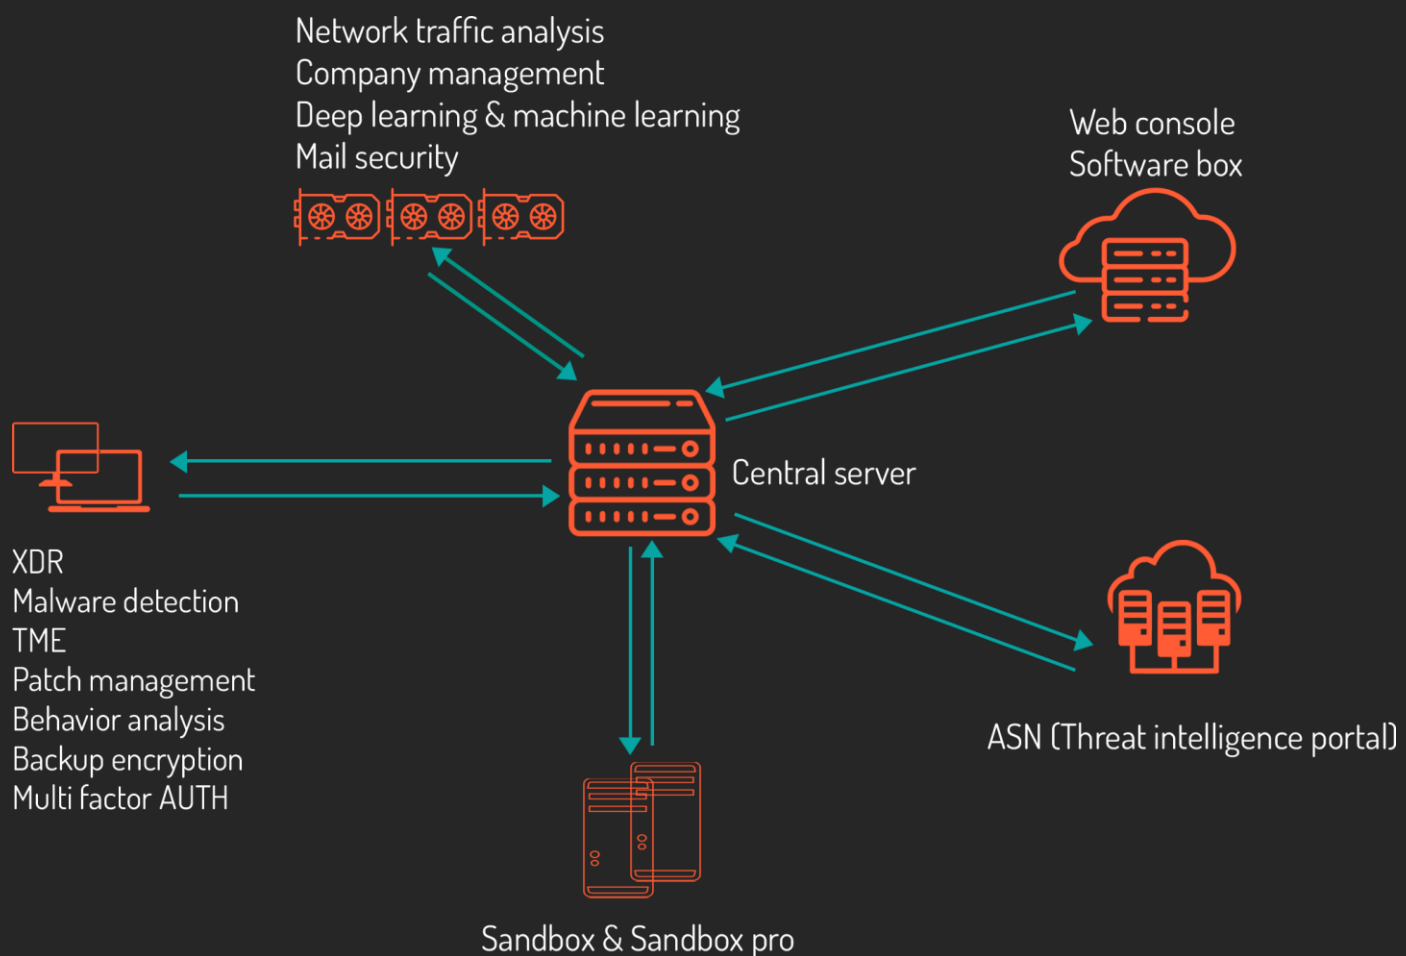 Network traffic analysis
Company management
Deep learning & machine learning
Mail security
Web console
Software box
Central server
XDR
Malware detection
TME
Patch management
Behavior analysis
Backup encryption
Multi factor AUTH
ASN (Threat intelligence portal)
Sandbox & Sandbox pro